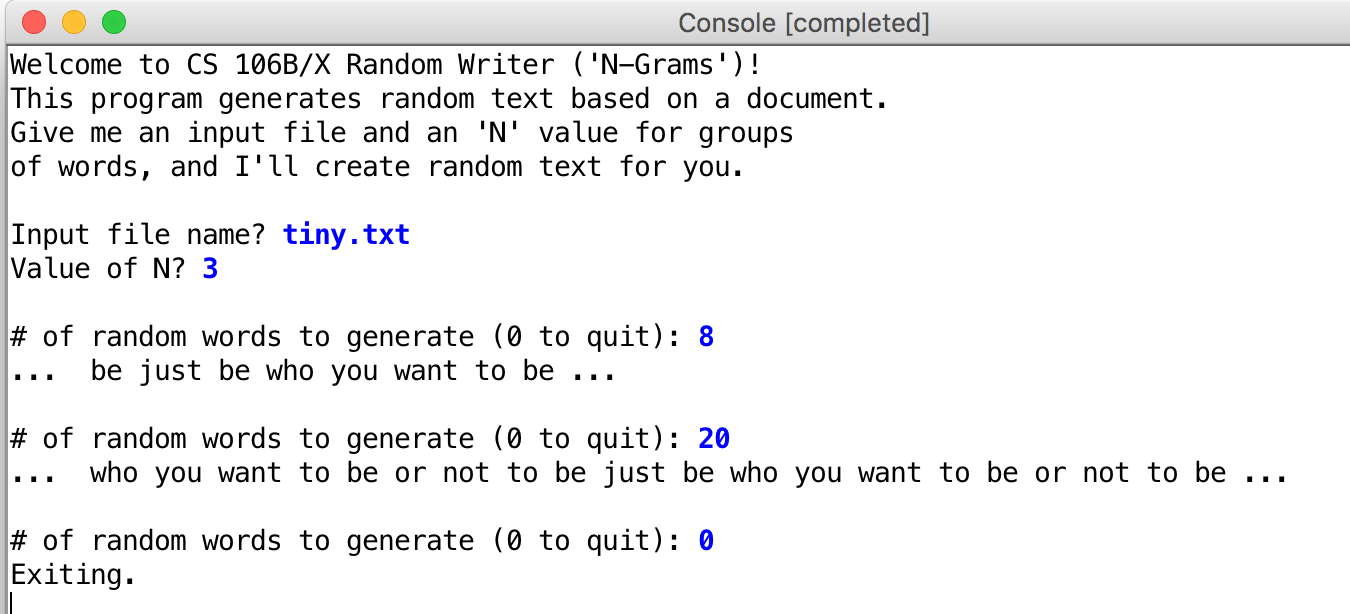 Console [completed]
Welcome to CS 106B/X Random Writer ('N-Grams')!
This program generates random text based on a document.
Give me an input file and an 'N' value for groups
of words, and I'll create random text for you.
Input file name? tiny.txt
Value of N? 3
# of random words to generate (0 to quit): 8
...  be just be who you want to be ...
# of random words to generate (0 to quit): 20
...  who you want to be or not to be just be who you want to be or not to be ...
# of random words to generate (0 to quit): 0
Exiting.